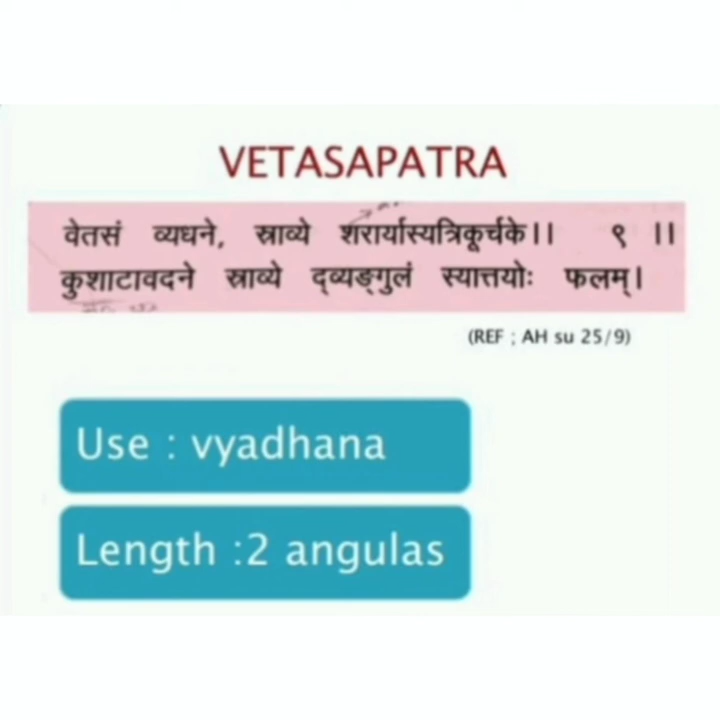 VETASAPATRA
वेतसं व्यधने, स्राव्ये शरार्यास्यत्रिकूर्चके।। ९ ।।
कुशाटावदने स्राव्ये द्व्यङ्गुलं स्यात्तयोः फलम्।
(REF ; AH su 25/9)
Use : vyadhana
Length :2 angulas